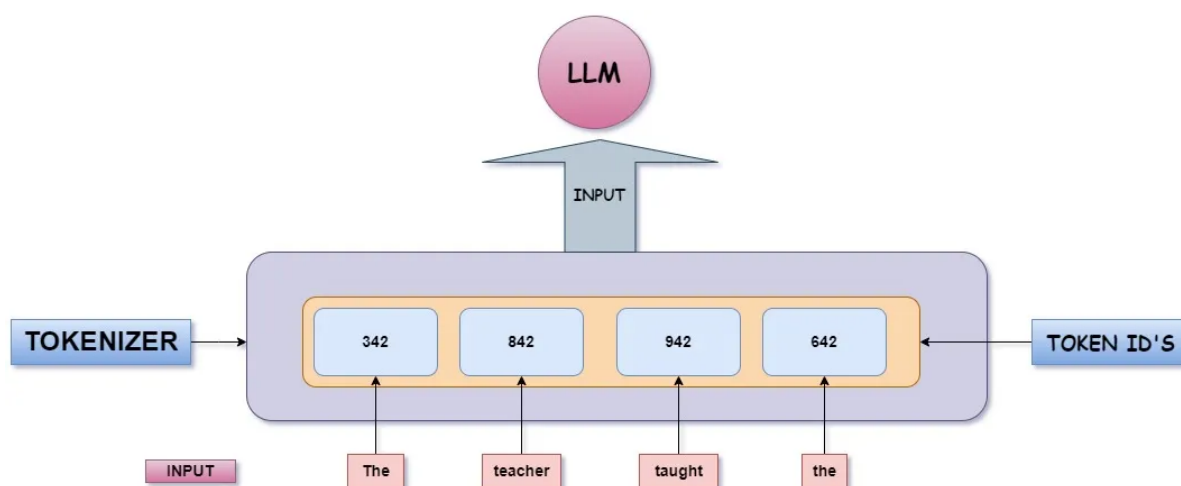 LLM
INPUT
TOKENIZER
342 842 942 642
TOKEN ID'S
INPUT
The teacher taught the